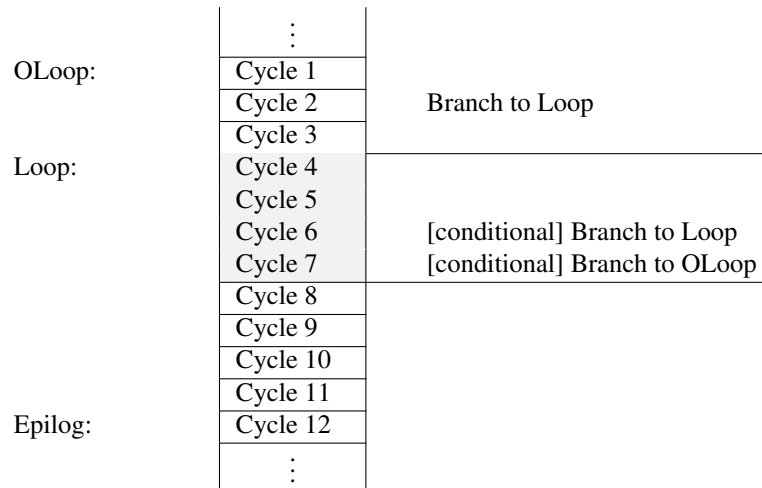 ⋮
OLoop: Cycle 1
Cycle 2 Branch to Loop
Cycle 3
Loop: Cycle 4
Cycle 5
Cycle 6 [conditional] Branch to Loop
Cycle 7 [conditional] Branch to OLoop
Cycle 8
Cycle 9
Cycle 10
Cycle 11
Epilog: Cycle 12
⋮